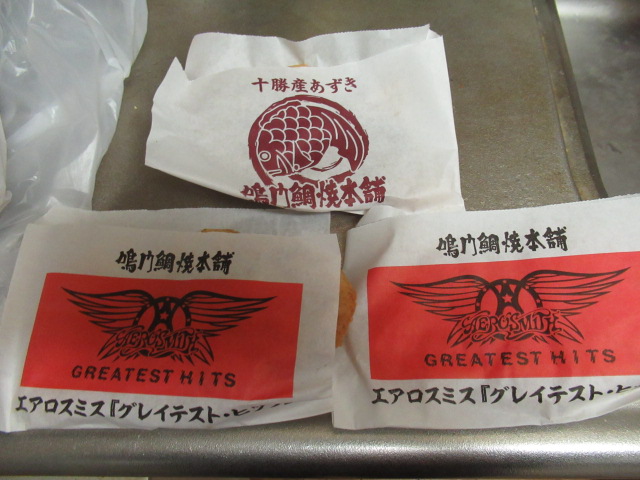 十勝産あずき
鳴門鯛焼本舗
鳴門鯛焼本舗
AEROSMITH
GREATEST HITS
エアロスミス『グレイテスト・ヒッツ
鳴門鯛焼本舗
AEROSMITH
GREATEST HITS
エアロスミス『グレイテスト・ヒ